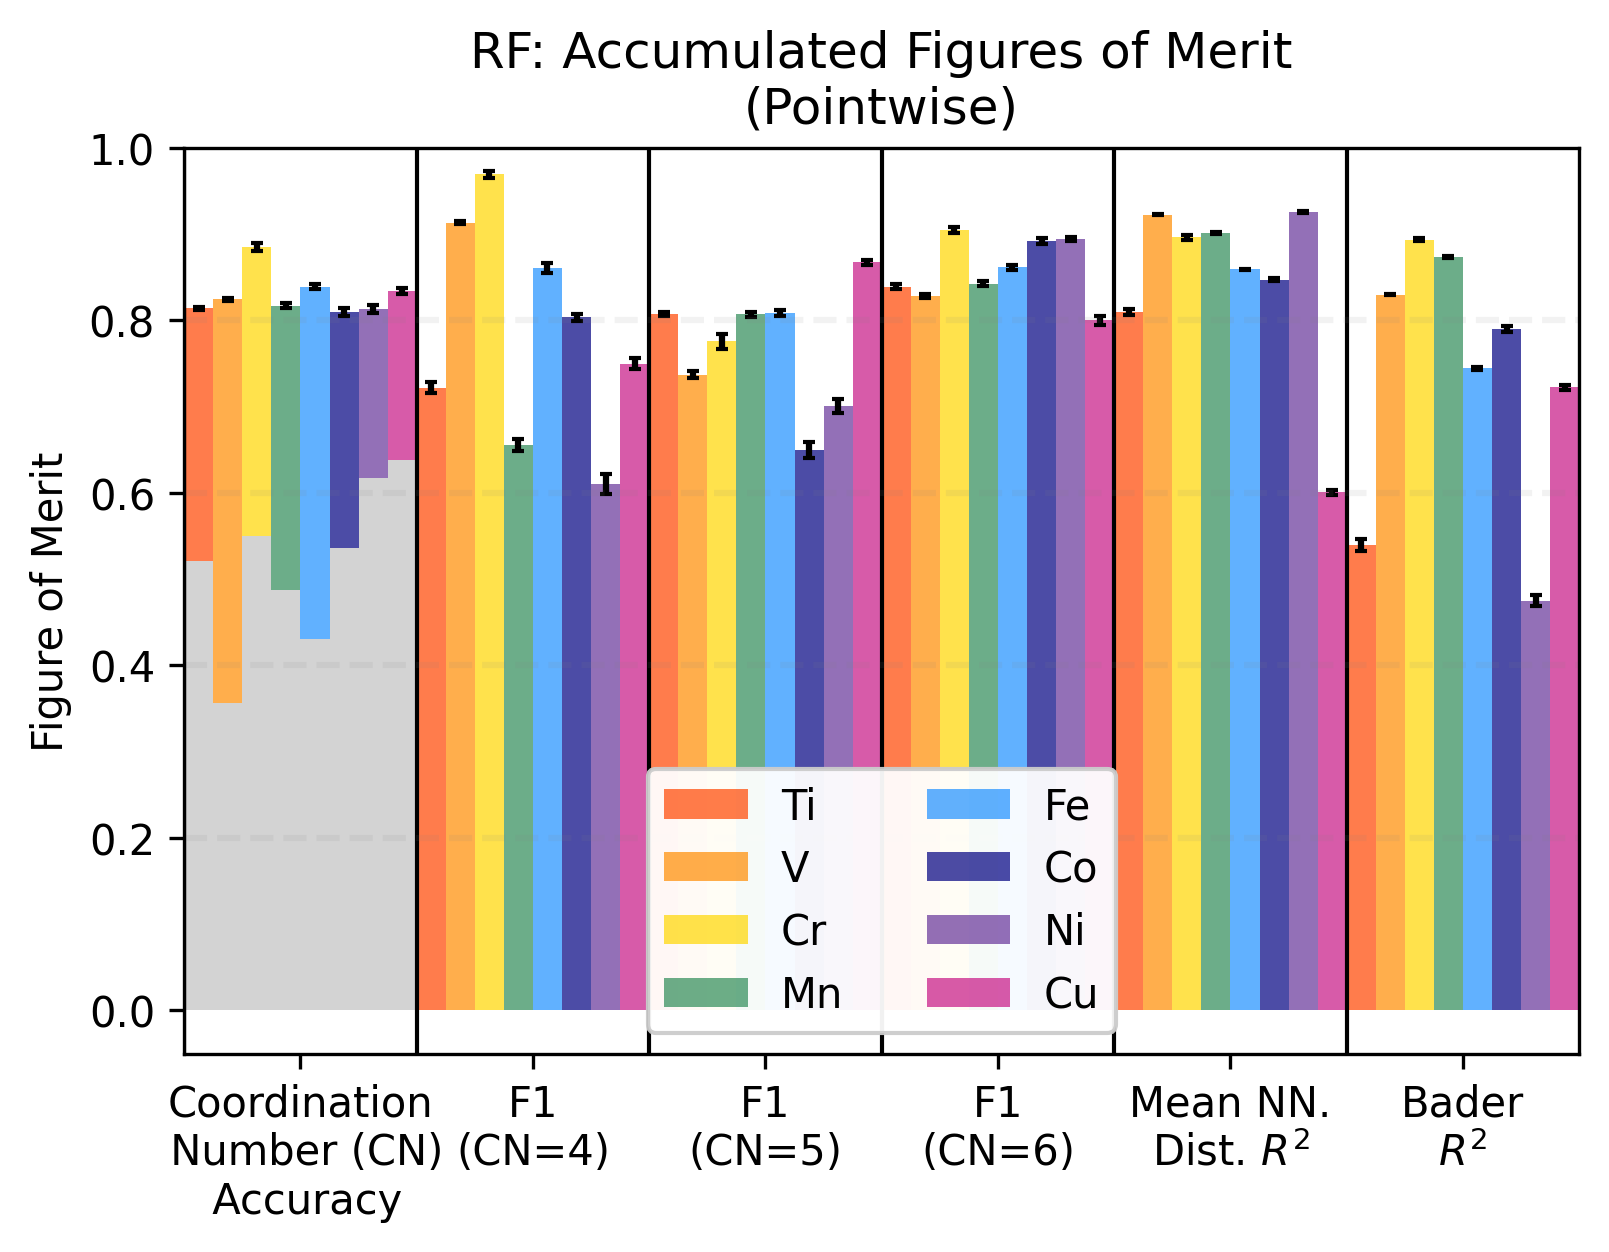 RF: Accumulated Figures of Merit
(Pointwise)
Figure of Merit
1.0
0.8
0.6
0.4
0.2
0.0
Ti
V
Cr
Mn
Fe
Co
Ni
Cu
Coordination
Number (CN)
Accuracy
F1
(CN=4)
F1
(CN=5)
F1
(CN=6)
Mean NN.
Dist. R²
Bader
R²